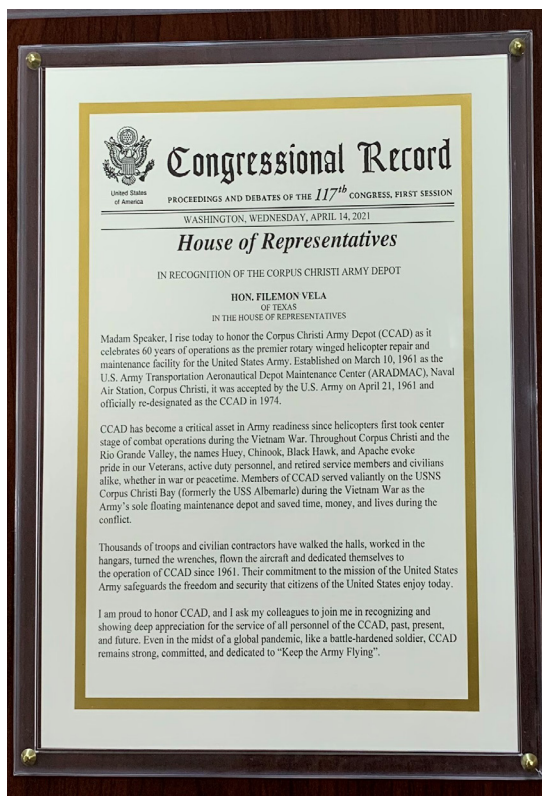 Congressional Record
United States
of America
PROCEEDINGS AND DEBATES OF THE 117th CONGRESS, FIRST SESSION
WASHINGTON, WEDNESDAY, APRIL 14, 2021
House of Representatives
IN RECOGNITION OF THE CORPUS CHRISTI ARMY DEPOT
HON. FILEMON VELA
OF TEXAS
IN THE HOUSE OF REPRESENTATIVES
Madam Speaker, I rise today to honor the Corpus Christi Army Depot (CCAD) as it
celebrates 60 years of operations as the premier rotary winged helicopter repair and
maintenance facility for the United States Army. Established on March 10, 1961 as the
U.S. Army Transportation Aeronautical Depot Maintenance Center (ARADMAC), Naval
Air Station, Corpus Christi, it was accepted by the U.S. Army on April 21, 1961 and
officially re-designated as the CCAD in 1974.
CCAD has become a critical asset in Army readiness since helicopters first took center
stage of combat operations during the Vietnam War. Throughout Corpus Christi and the
Rio Grande Valley, the names Huey, Chinook, Black Hawk, and Apache evoke
pride in our Veterans, active duty personnel, and retired service members and civilians
alike, whether in war or peacetime. Members of CCAD served valiantly on the USNS
Corpus Christi Bay (formerly the USS Albemarle) during the Vietnam War as the
Army's sole floating maintenance depot and saved time, money, and lives during the
conflict.
Thousands of troops and civilian contractors have walked the halls, worked in the
hangars, turned the wrenches, flown the aircraft and dedicated themselves to
the operation of CCAD since 1961. Their commitment to the mission of the United States
Army safeguards the freedom and security that citizens of the United States enjoy today.
I am proud to honor CCAD, and I ask my colleagues to join me in recognizing and
showing deep appreciation for the service of all personnel of the CCAD, past, present,
and future. Even in the midst of a global pandemic, like a battle-hardened soldier, CCAD
remains strong, committed, and dedicated to "Keep the Army Flying".